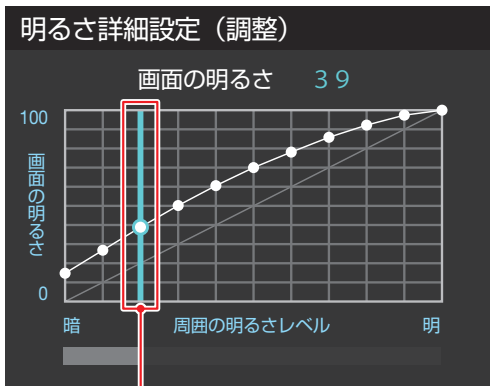 明るさ詳細設定（調整）
画面の明るさ 39
100
画面の明るさ
0
暗 周囲の明るさレベル 明